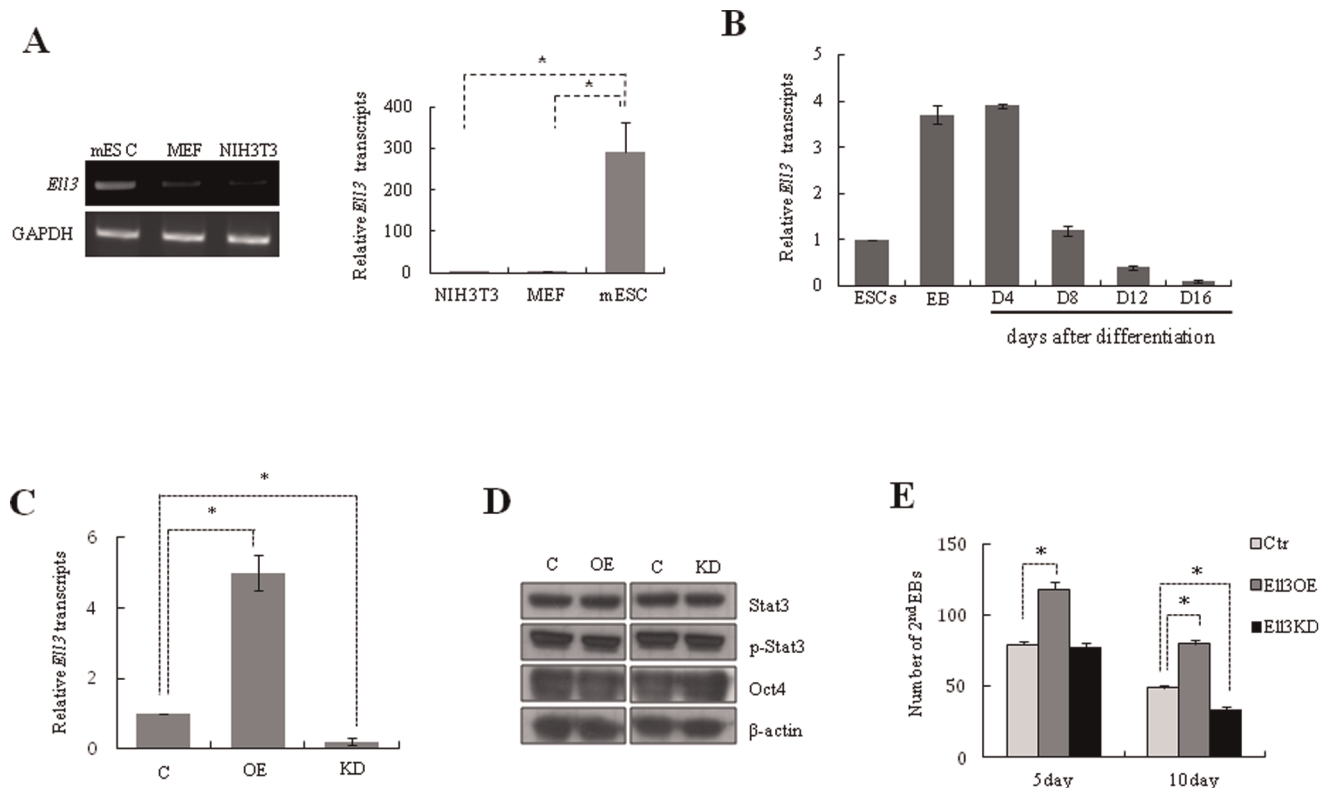 A
mES C MEF NIH3T3
Ell3
GAPDH
Relative Ell3 transcripts
400
300
200
100
0
* 
*
NIH3T3 MEF mESC
B
Relative Ell3 transcripts
5
4
3
2
1
0
ESCs EB D4 D8 D12 D16
days after differentiation
C
Relative Ell3 transcripts
6
4
2
0
*
*
C OE KD
D
C OE C KD
Stat3
p-Stat3
Oct4
β-actin
E
Number of 2nd EBs
150
100
50
0
*
*
*
5day 10day
Ctr
Ell3OE
Ell3KD